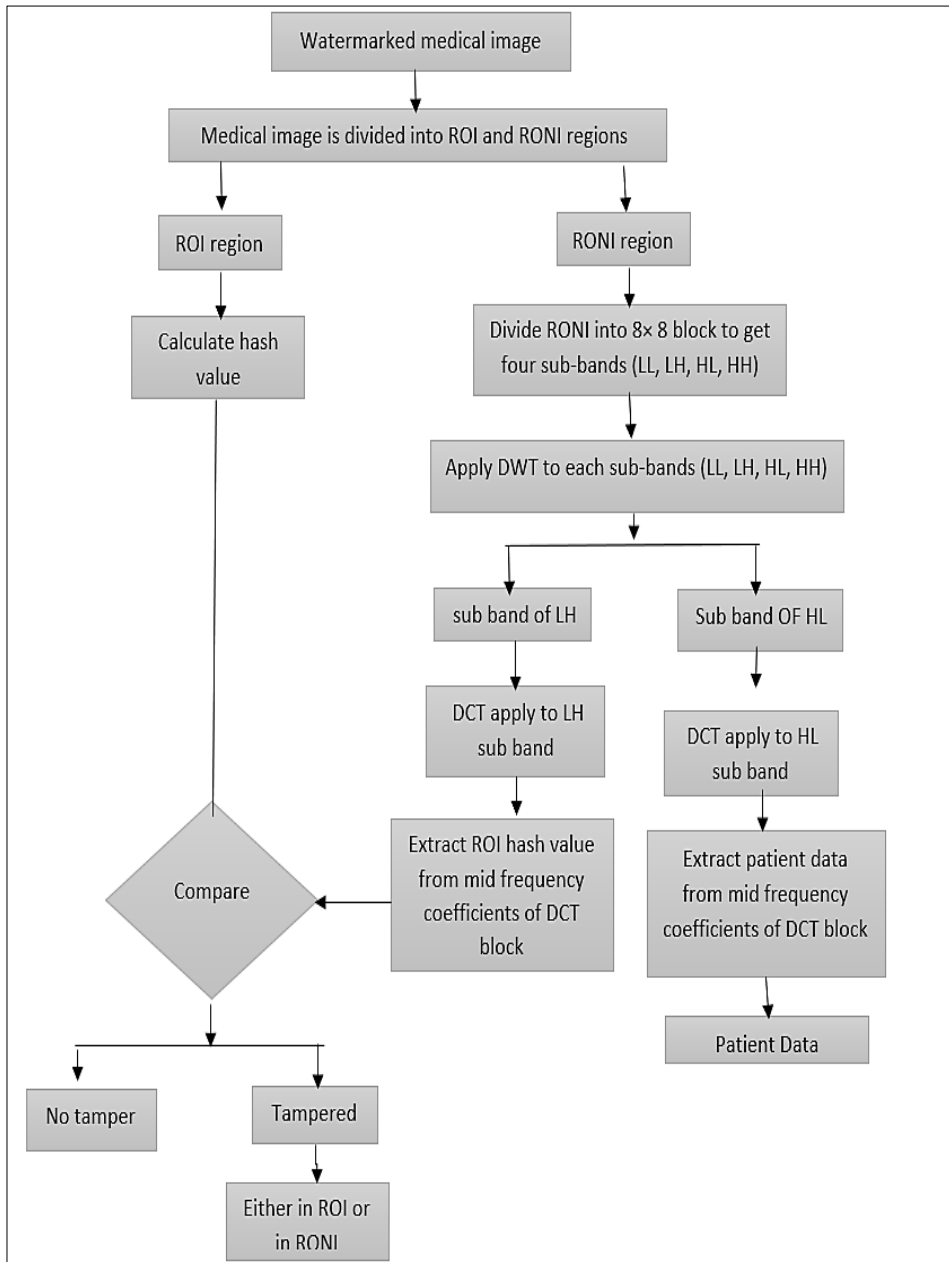 Watermarked medical image
Medical image is divided into ROI and RONI regions
ROI region
RONI region
Calculate hash
value
Divide RONI into 8× 8 block to get
four sub-bands (LL, LH, HL, HH)
Apply DWT to each sub-bands (LL, LH, HL, HH)
sub band of LH
Sub band OF HL
DCT apply to LH
sub band
DCT apply to HL
sub band
Extract ROI hash value
from mid frequency
coefficients of DCT
block
Extract patient data
from mid frequency
coefficients of DCT block
Compare
Patient Data
No tamper
Tampered
Either in ROI or
in RONI